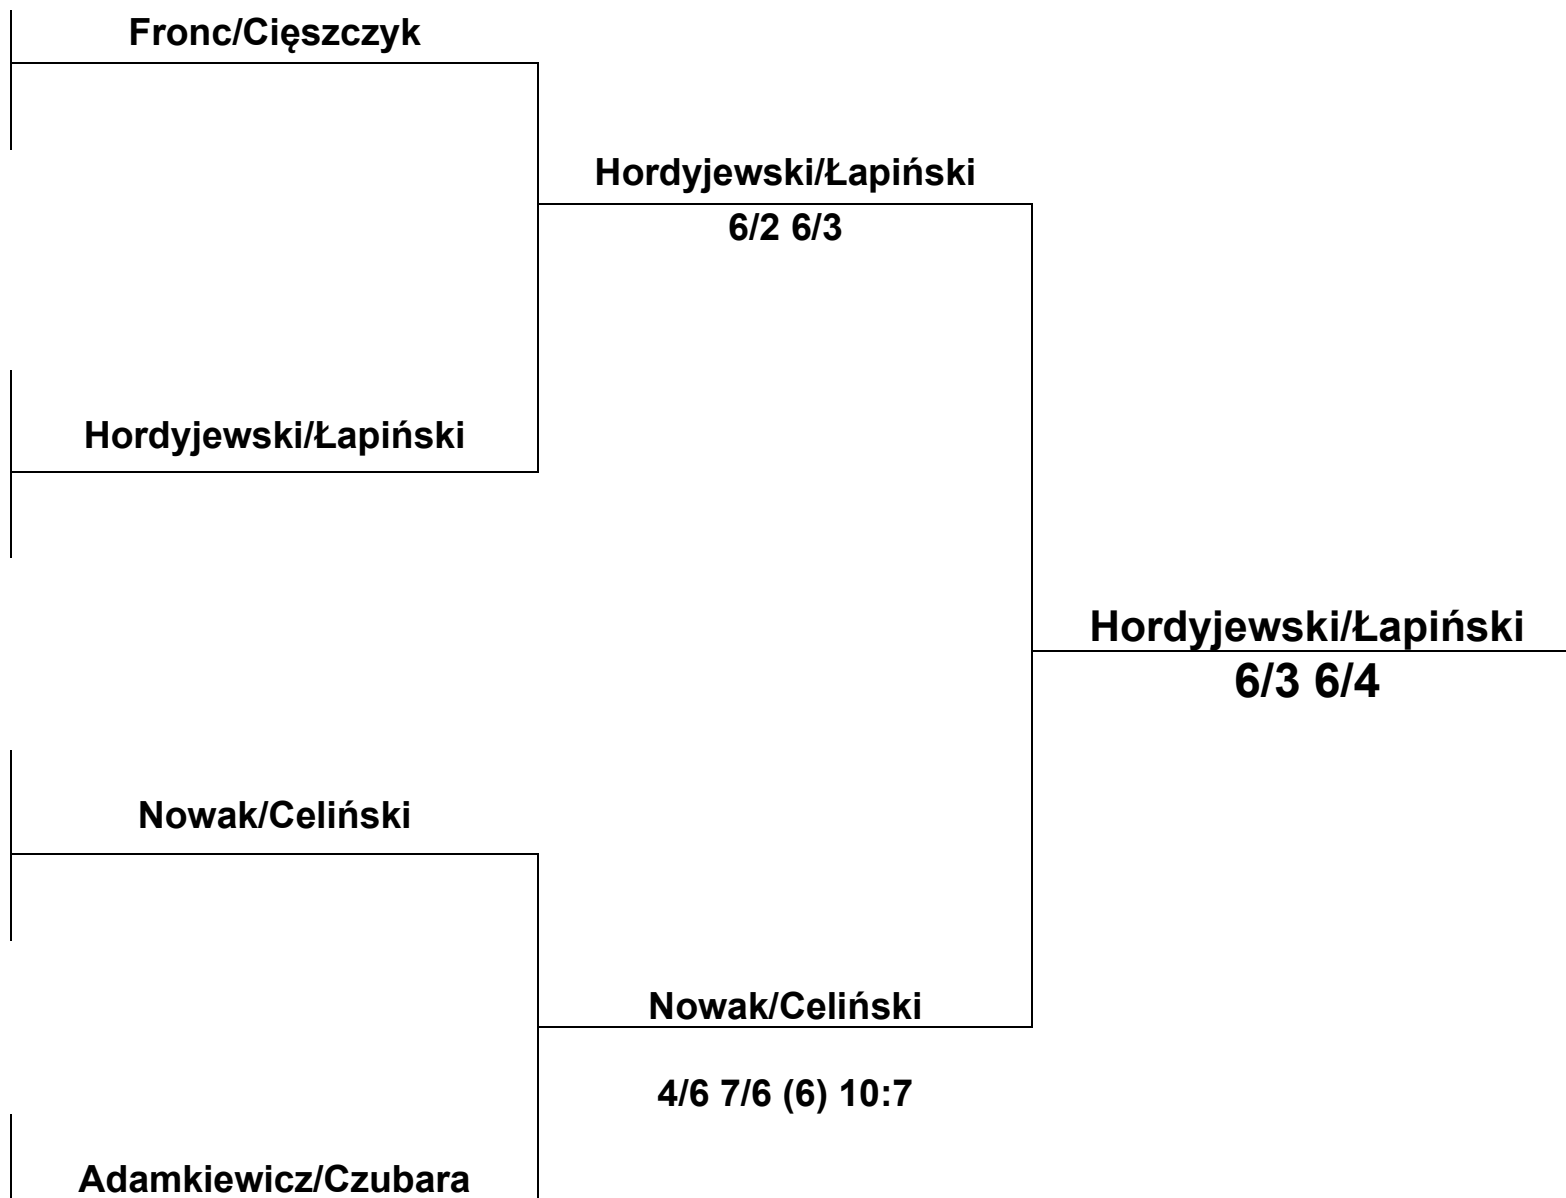 Fronc/Cięszczyk
Hordyjewski/Łapiński
6/2 6/3
Hordyjewski/Łapiński
Hordyjewski/Łapiński
6/3 6/4
Nowak/Celiński
Nowak/Celiński
4/6 7/6 (6) 10:7
Adamkiewicz/Czubara